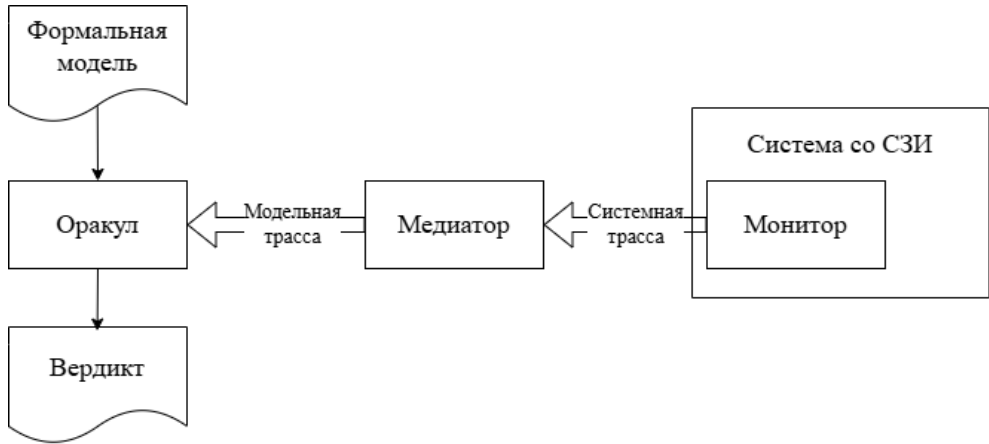 Формальная
модель
Система со СЗИ
Оракул
Модельная
трасса
Медиатор
Системная
трасса
Монитор
Вердикт